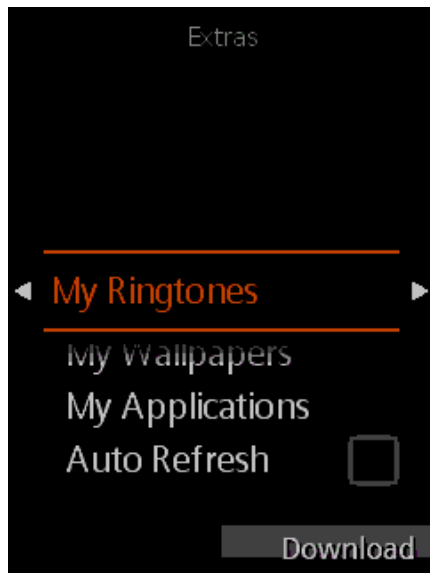 Extras
My Ringtones
My Wallpapers
My Applications
Auto Refresh
Download